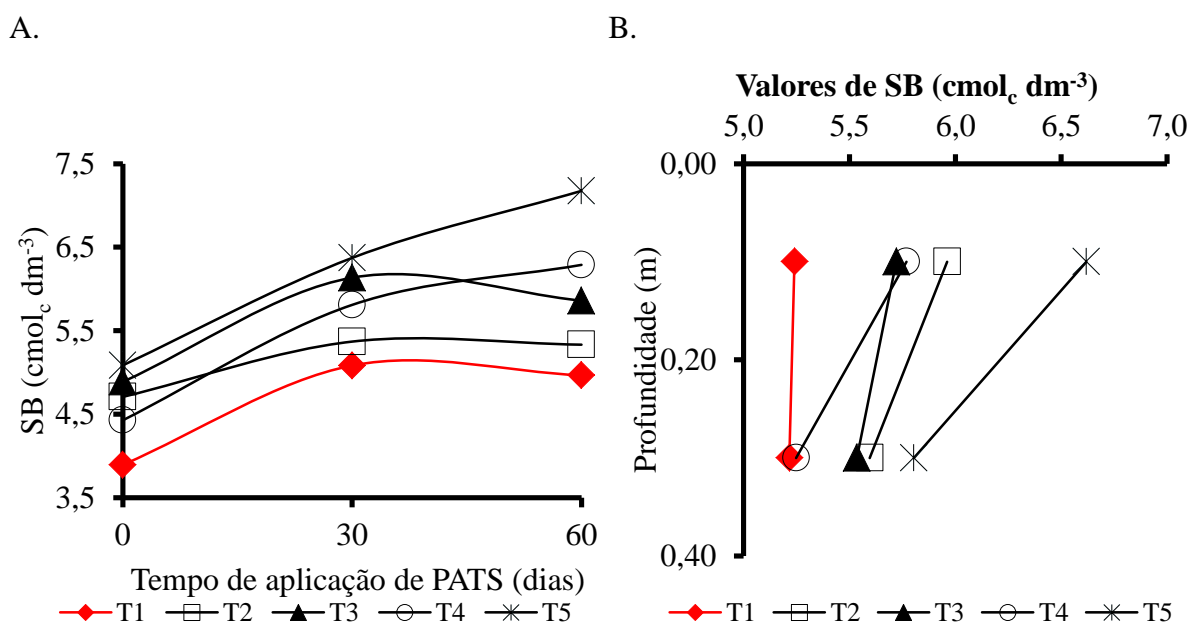 A.
B.
Valores de SB (cmolc dm-3)
5,0 5,5 6,0 6,5 7,0
7,5
6,5
5,5
4,5
3,5
SB (cmolc dm-3)
0 30 60
Tempo de aplicação de PATS (dias)
T1 T2 T3 T4 T5
0,00
0,20
0,40
Profundidade (m)
T1 T2 T3 T4 T5